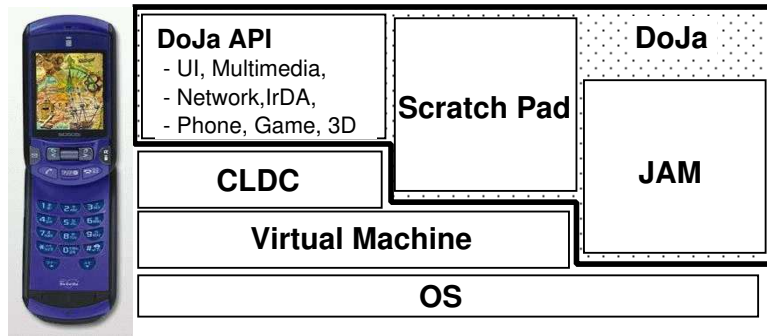 DoJa API
- UI, Multimedia,
- Network,IrDA,
- Phone, Game, 3D
Scratch Pad
DoJa
JAM
CLDC
Virtual Machine
OS